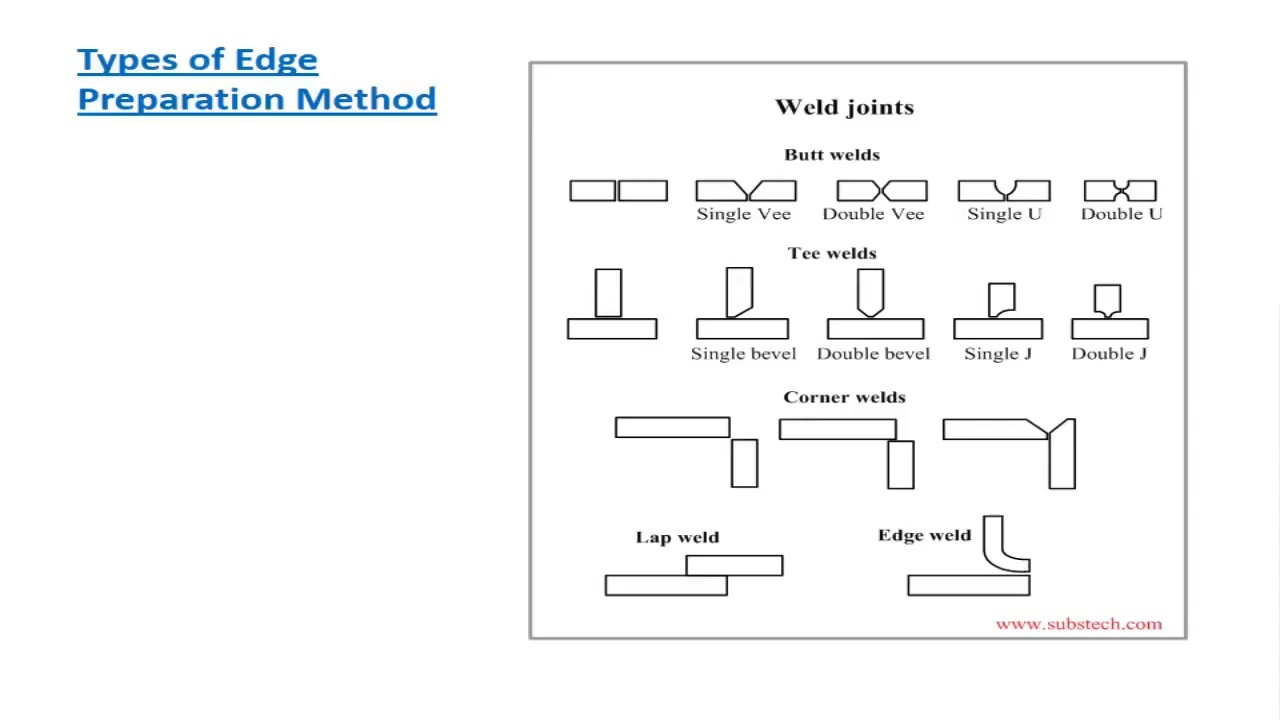 Types of Edge
Preparation Method
Weld joints
Butt welds
Single Vee Double Vee Single U Double U
Tee welds
Single bevel Double bevel Single J Double J
Corner welds
Lap weld Edge weld
www.substech.com